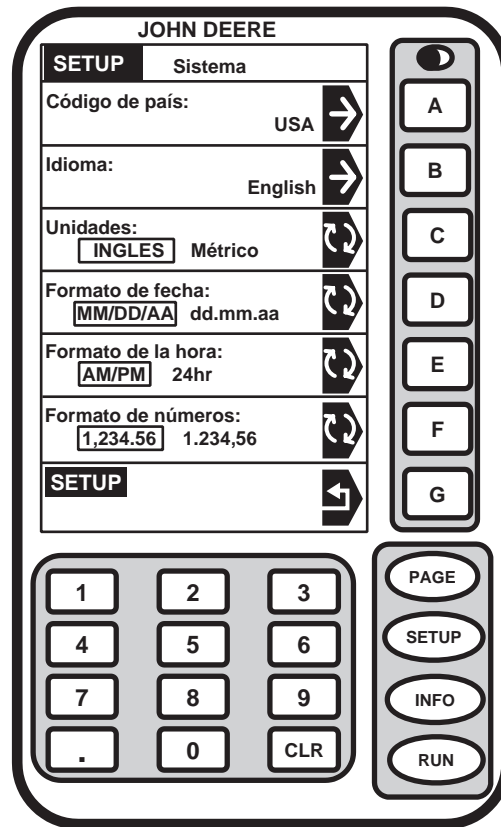 JOHN DEERE
SETUP Sistema
Código de país:
USA
Idioma:
English
Unidades:
INGLES Métrico
Formato de fecha:
MM/DD/AA dd.mm.aa
Formato de la hora:
AM/PM 24hr
Formato de números:
1,234.56 1.234,56
SETUP
A
B
C
D
E
F
G
1 2 3
4 5 6
7 8 9
. 0 CLR
PAGE
SETUP
INFO
RUN